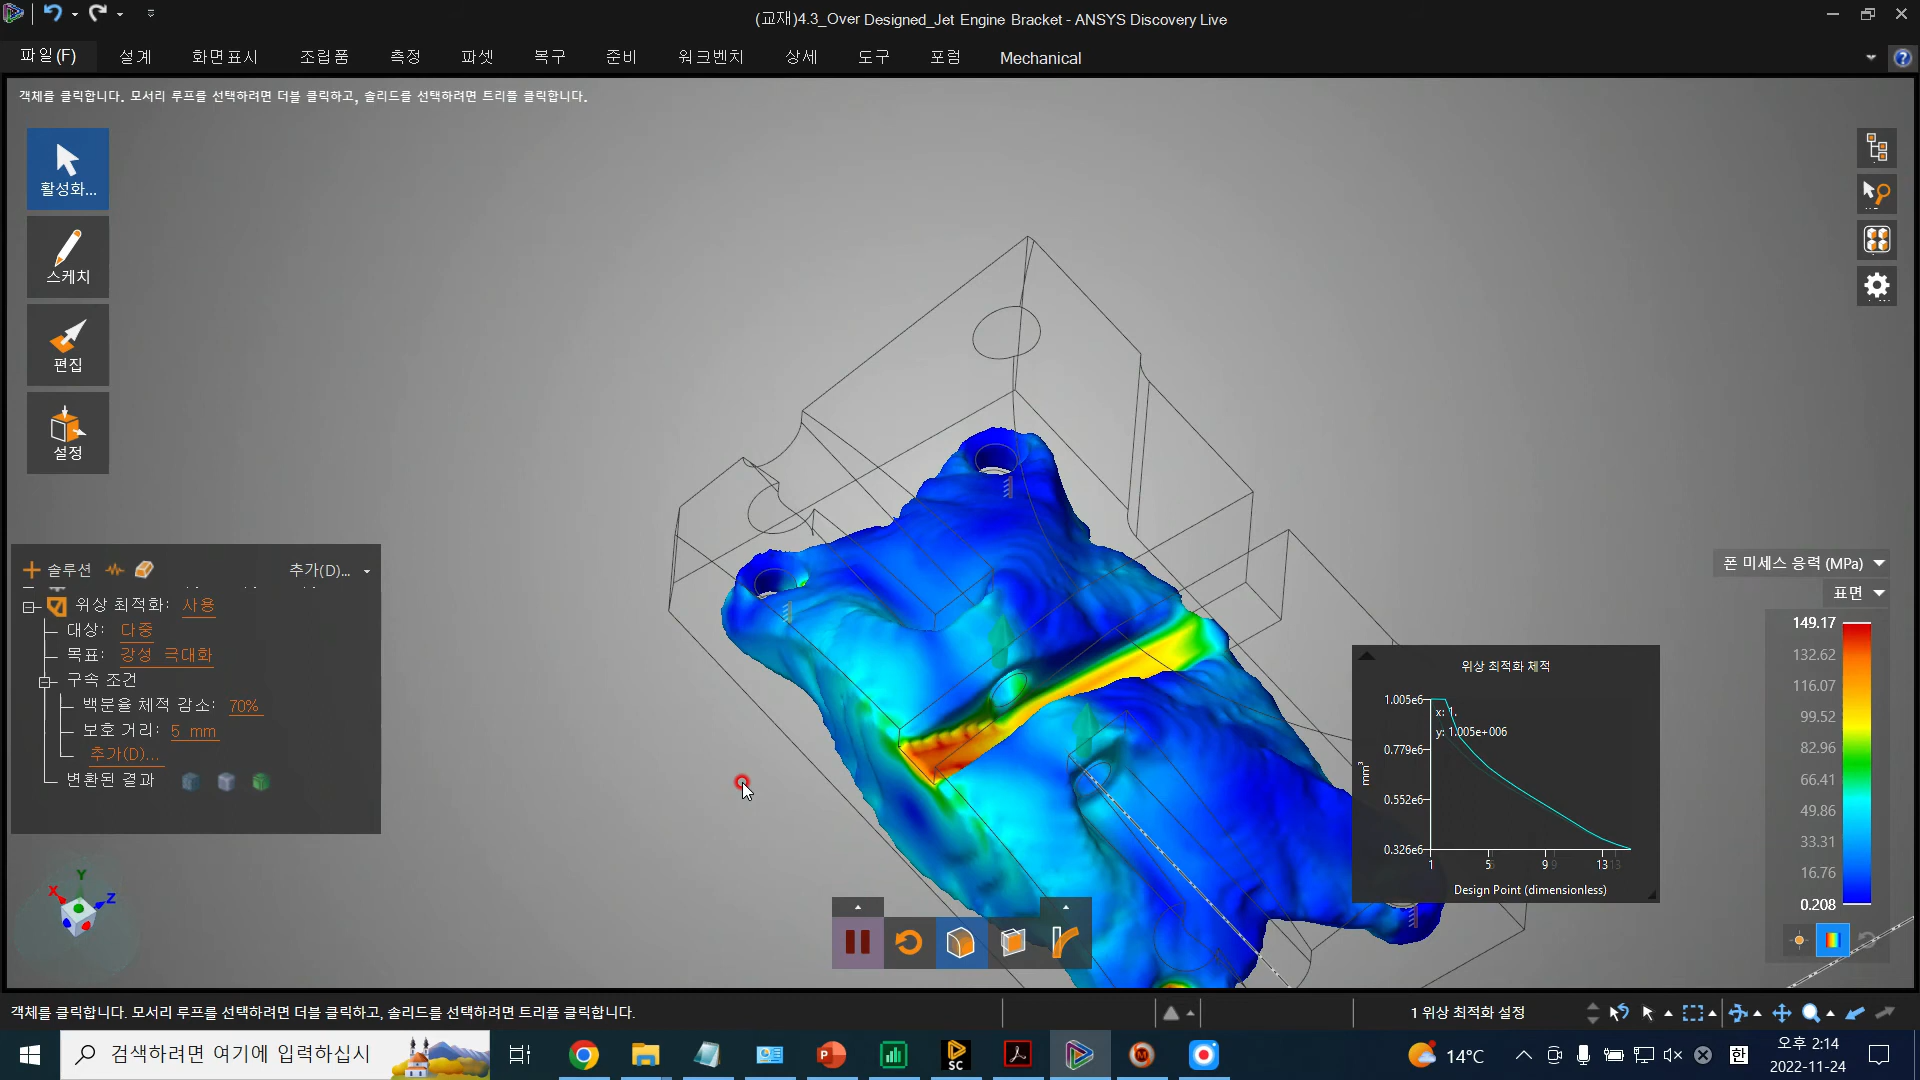 (교재)4.3_Over Designed_Jet Engine Bracket - ANSYS Discovery Live
파일(F) 설계 화면표시 조립품 측정 파셋 복구 준비 워크벤치 상세 도구 포럼 Mechanical
객체를 클릭합니다. 모서리 루프를 선택하려면 더블 클릭하고, 솔리드를 선택하려면 트리플 클릭합니다.
활성화...
스케치
편집
설정
솔루션 추가(D)...
위상 최적화: 사용
대상: 다중
목표: 강성 극대화
구속 조건
백분율 체적 감소: 70%
보호 거리: 5 mm
추가(D)...
변환된 결과
Y
X
Z
폰 미세스 응력 (MPa)
표면
149.17
132.62
116.07
99.52
82.96
66.41
49.86
33.31
16.76
0.208
위상 최적화 체적
1.005e6
x: 1.
y: 1.005e+006
0.779e6
mm³
0.552e6
0.326e6
1 5 9 13
Design Point (dimensionless)
객체를 클릭합니다. 모서리 루프를 선택하려면 더블 클릭하고, 솔리드를 선택하려면 트리플 클릭합니다.
1 위상 최적화 설정
검색하려면 여기에 입력하십시
SC
14°C
한
오후 2:14
2022-11-24